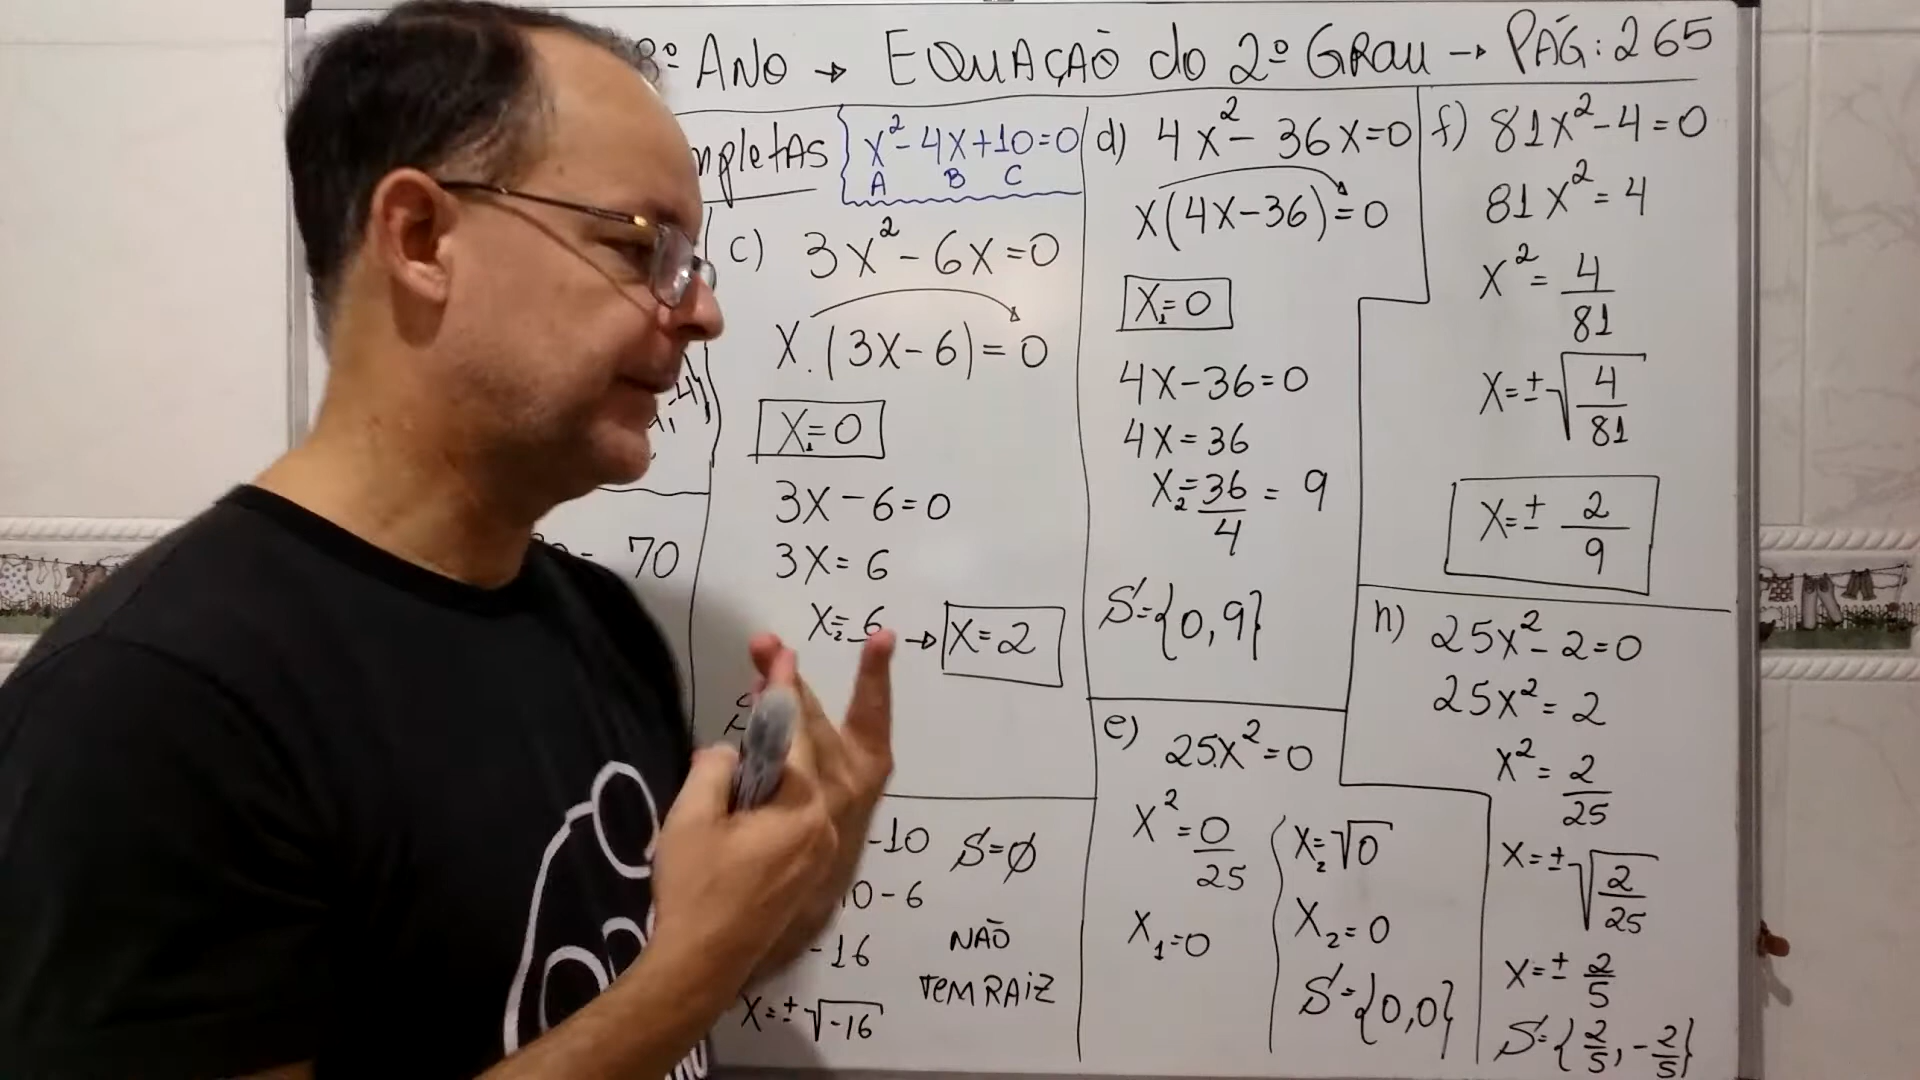 8º ANO → EQUAÇÃO do 2º GRAU → PÁG: 265
mpletAS
x² - 4x + 10 = 0
A B C
c) 3x² - 6x = 0
x . (3x - 6) = 0
x₁ = 0
3x - 6 = 0
3x = 6
x₂ = 6 → x = 2
70
-10 S = ∅
10 - 6
-16 NÃO
TEM RAIZ
x = ± √-16
d) 4x² - 36x = 0
x(4x - 36) = 0
x₁ = 0
4x - 36 = 0
4x = 36
x₂ = 36/4 = 9
S = {0, 9}
e) 25x² = 0
x² = 0/25
x₁ = 0
x₂ = √0
x₂ = 0
S = {0, 0}
f) 81x² - 4 = 0
81x² = 4
x² = 4/81
x = ± √4/81
x = ± 2/9
h) 25x² - 2 = 0
25x² = 2
x² = 2/25
x = ± √2/25
x = ± 2/5
S = {2/5, -2/5}